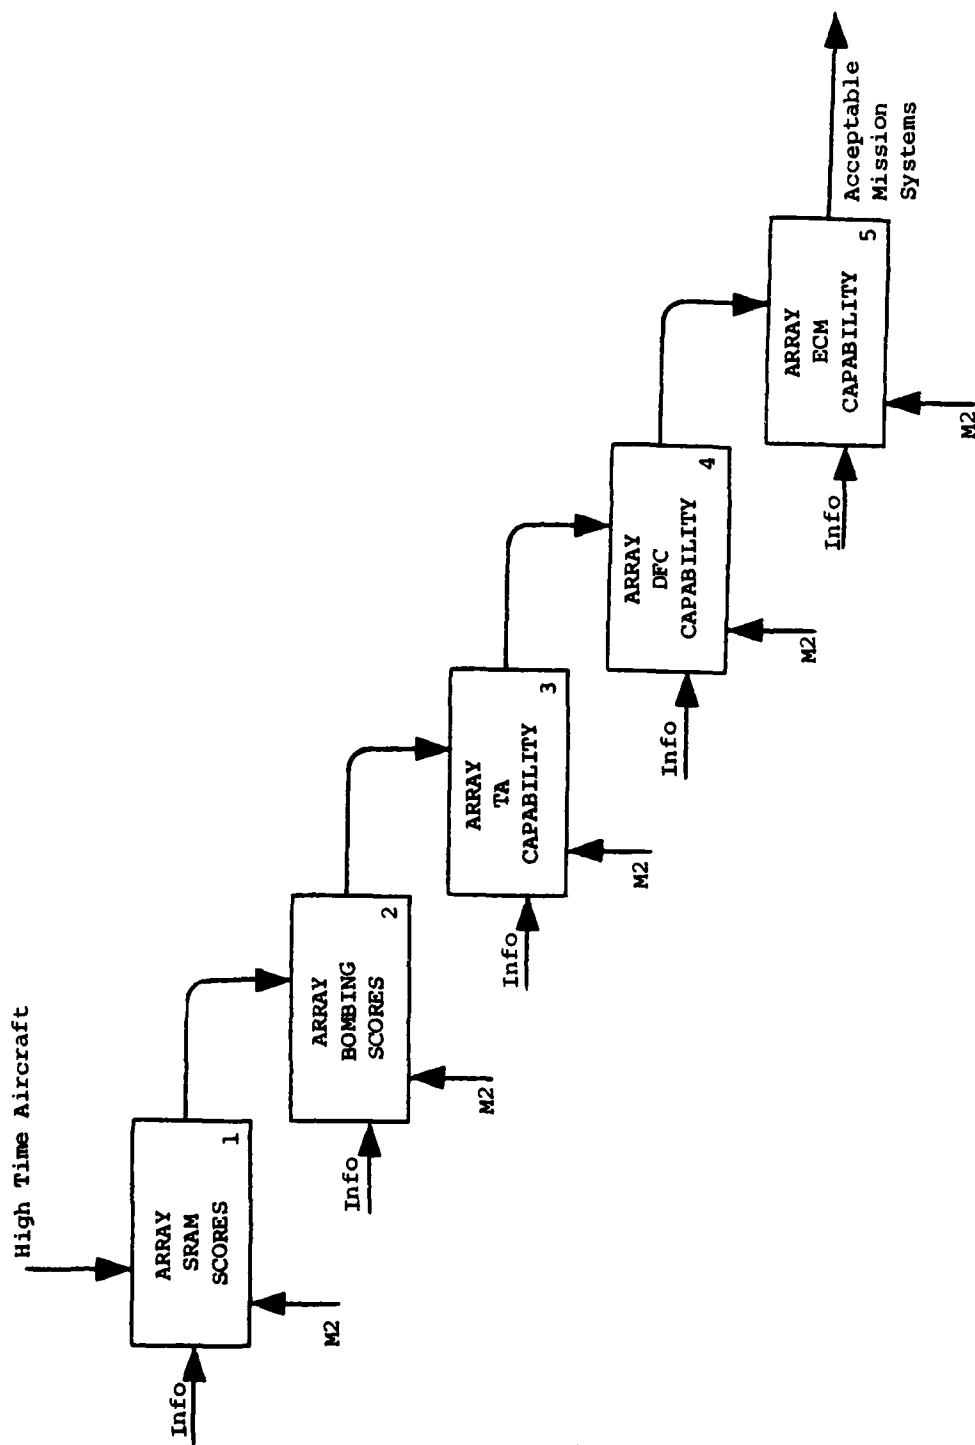 High Time Aircraft
Info
ARRAY
SRAM
SCORES
1
M2
Info
ARRAY
BOMBING
SCORES
2
M2
Info
ARRAY
TA
CAPABILITY
3
M2
Info
ARRAY
DFC
CAPABILITY
4
M2
Info
ARRAY
ECM
CAPABILITY
5
M2
Acceptable
Mission
Systems